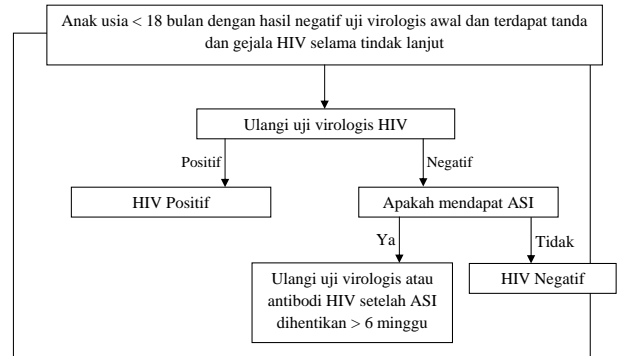 Anak usia < 18 bulan dengan hasil negatif uji virologis awal dan terdapat tanda
dan gejala HIV selama tindak lanjut
Ulangi uji virologis HIV
Positif
Negatif
HIV Positif
Apakah mendapat ASI
Ya
Tidak
Ulangi uji virologis atau
antibodi HIV setelah ASI
dihentikan > 6 minggu
HIV Negatif